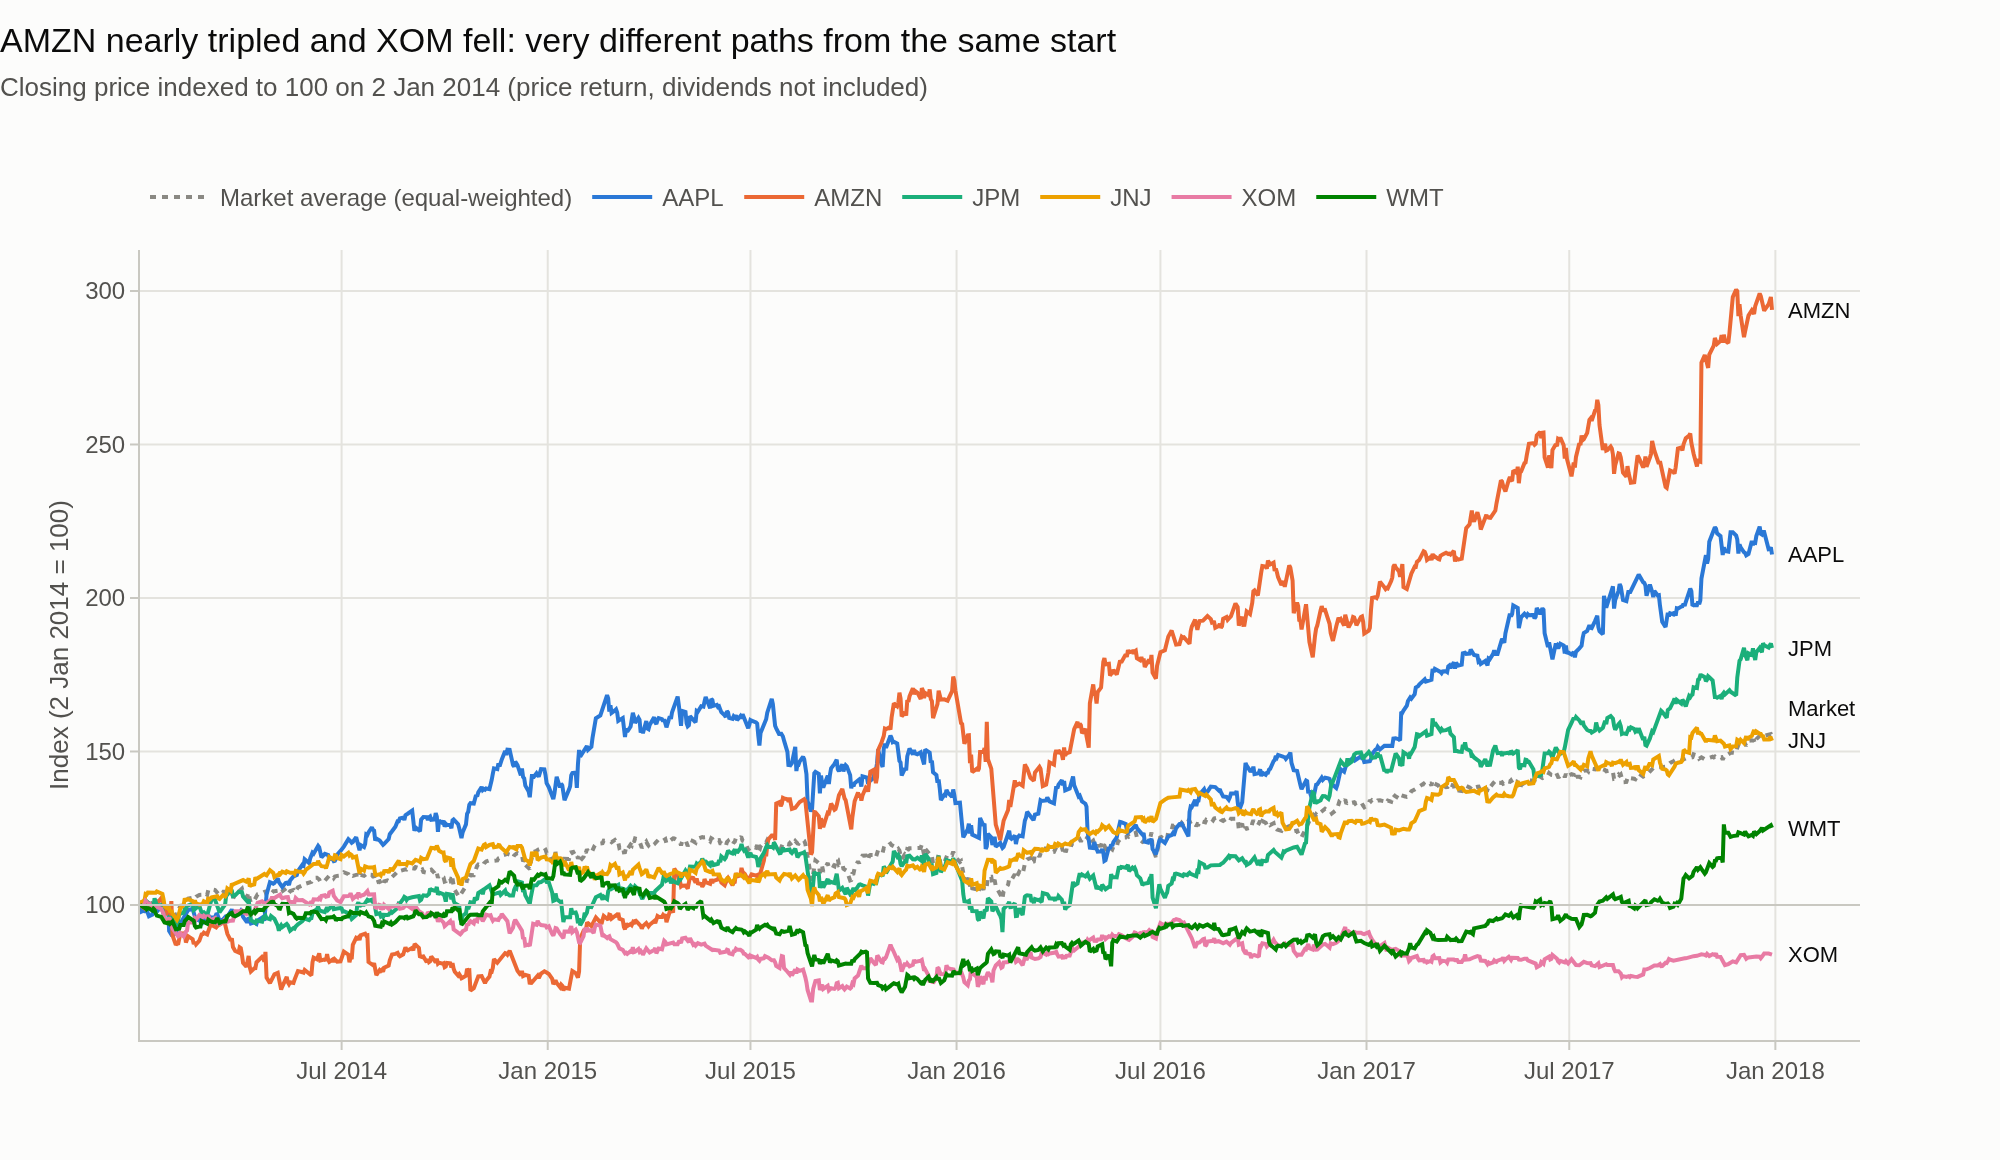 AMZN nearly tripled and XOM fell: very different paths from the same start
Closing price indexed to 100 on 2 Jan 2014 (price return, dividends not included)
Market average (equal-weighted) AAPL AMZN JPM JNJ XOM WMT
Index (2 Jan 2014 = 100)
300
250
200
150
100
AMZN
AAPL
JPM
Market
JNJ
WMT
XOM
Jul 2014 Jan 2015 Jul 2015 Jan 2016 Jul 2016 Jan 2017 Jul 2017 Jan 2018